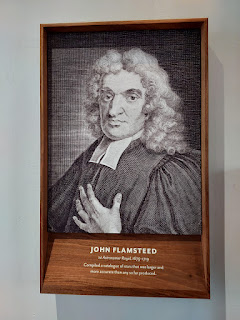 JOHN FLAMSTEED
1st Astronomer Royal, 1675–1719
Compiled a catalogue of stars that was larger and
more accurate than any so far produced.